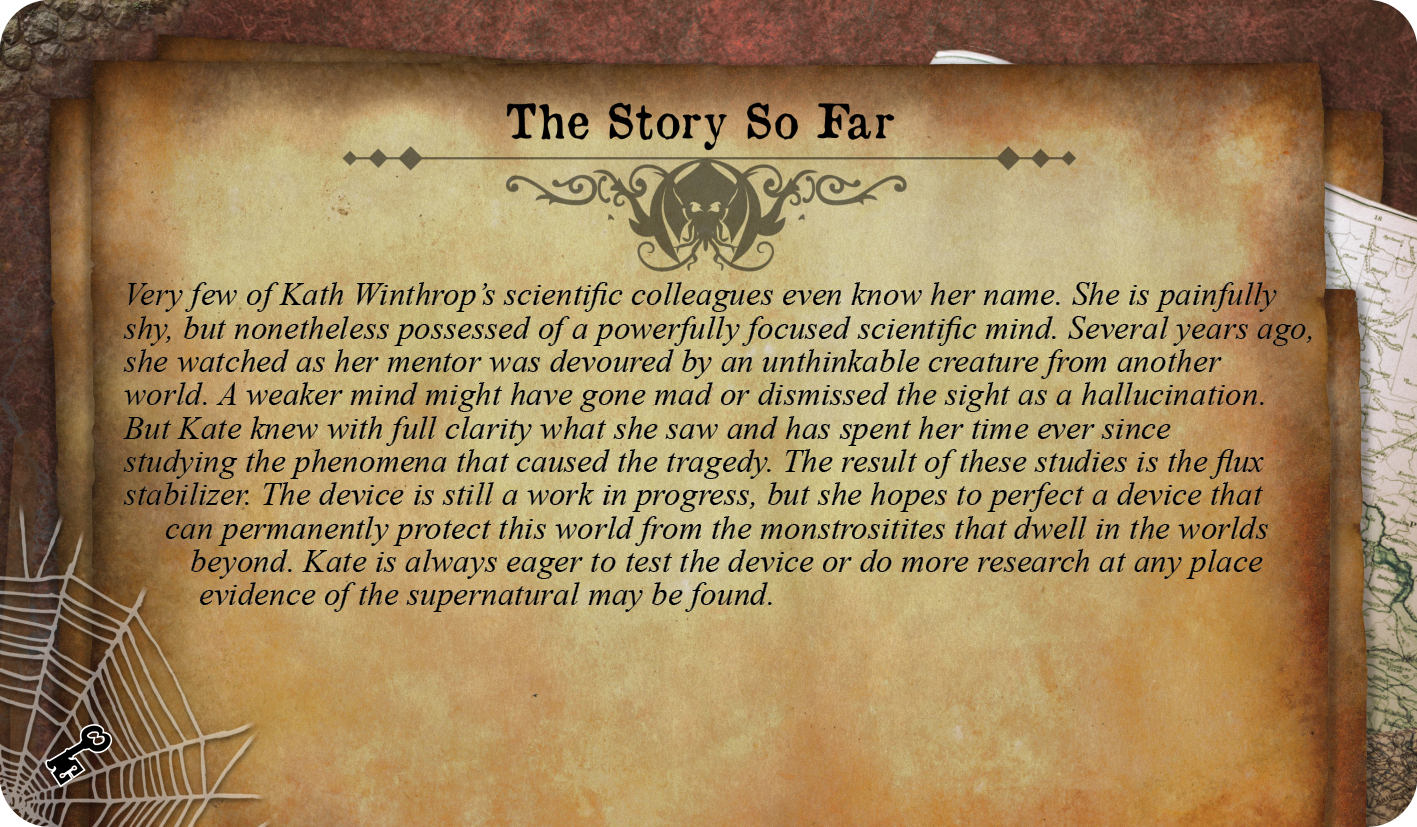 The Story So Far
Very few of Kath Winthrop’s scientific colleagues even know her name. She is painfully
shy, but nonetheless possessed of a powerfully focused scientific mind. Several years ago,
she watched as her mentor was devoured by an unthinkable creature from another
world. A weaker mind might have gone mad or dismissed the sight as a hallucination.
But Kate knew with full clarity what she saw and has spent her time ever since
studying the phenomena that caused the tragedy. The result of these studies is the flux
stabilizer. The device is still a work in progress, but she hopes to perfect a device that
can permanently protect this world from the monstrositites that dwell in the worlds
beyond. Kate is always eager to test the device or do more research at any place
evidence of the supernatural may be found.